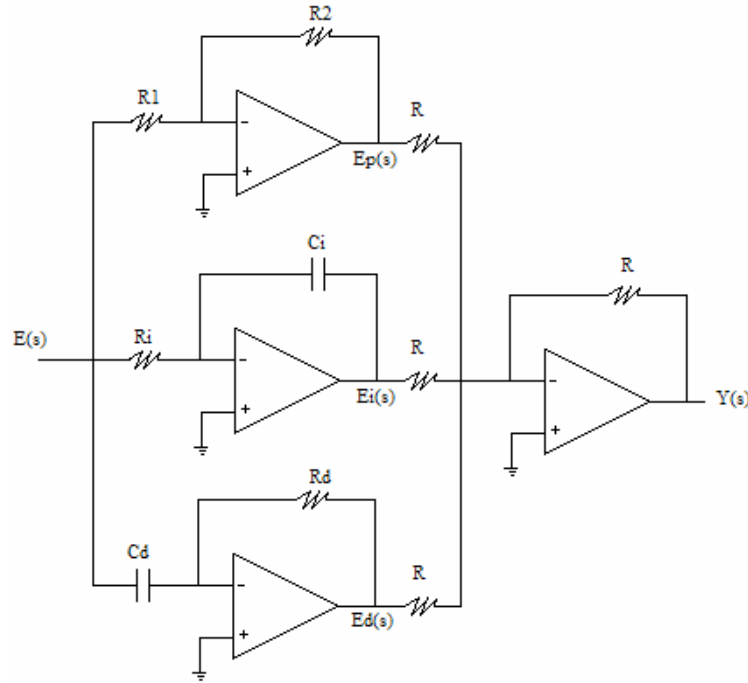 R2
R1
R
-
+
Ep(s)
Ci
R
E(s)
Ri
R
-
+
Ei(s)
-
+
Y(s)
Rd
Cd
R
-
+
Ed(s)